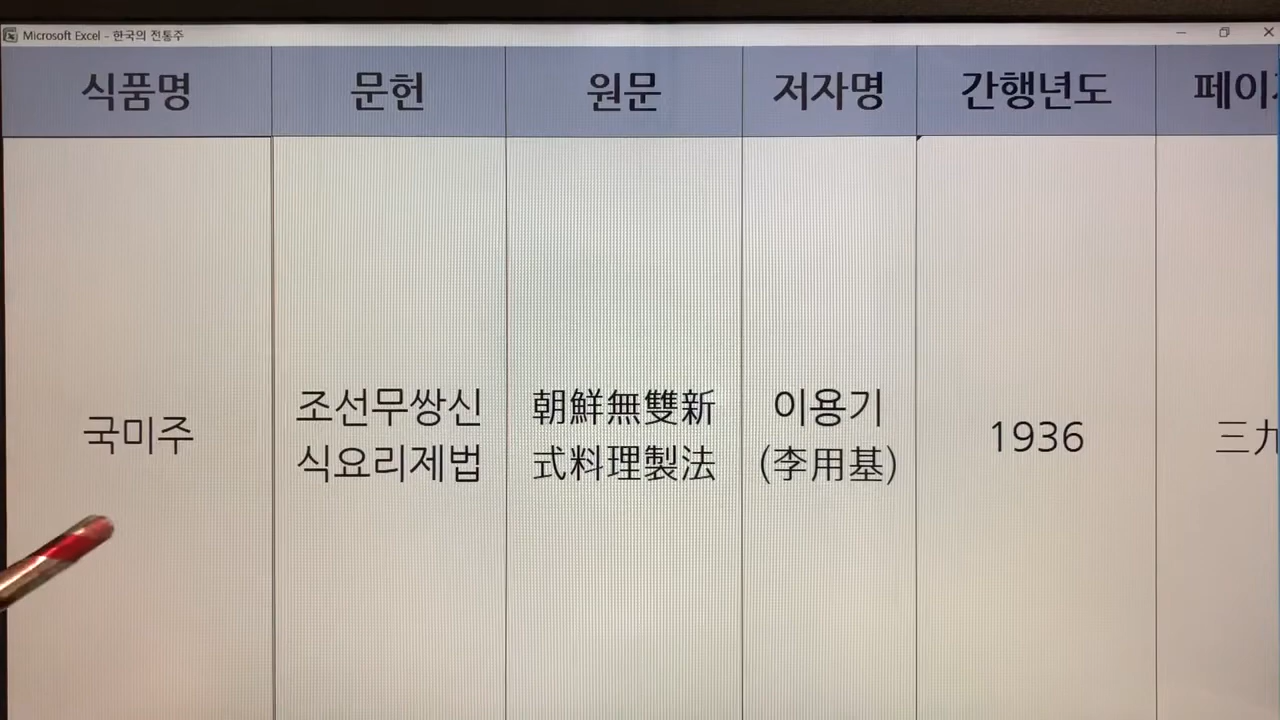 Microsoft Excel - 한국의 전통주
식품명 문헌 원문 저자명 간행년도
국미주
조선무쌍신
식요리제법
朝鮮無雙新
式料理製法
이용기
(李用基)
1936
三九